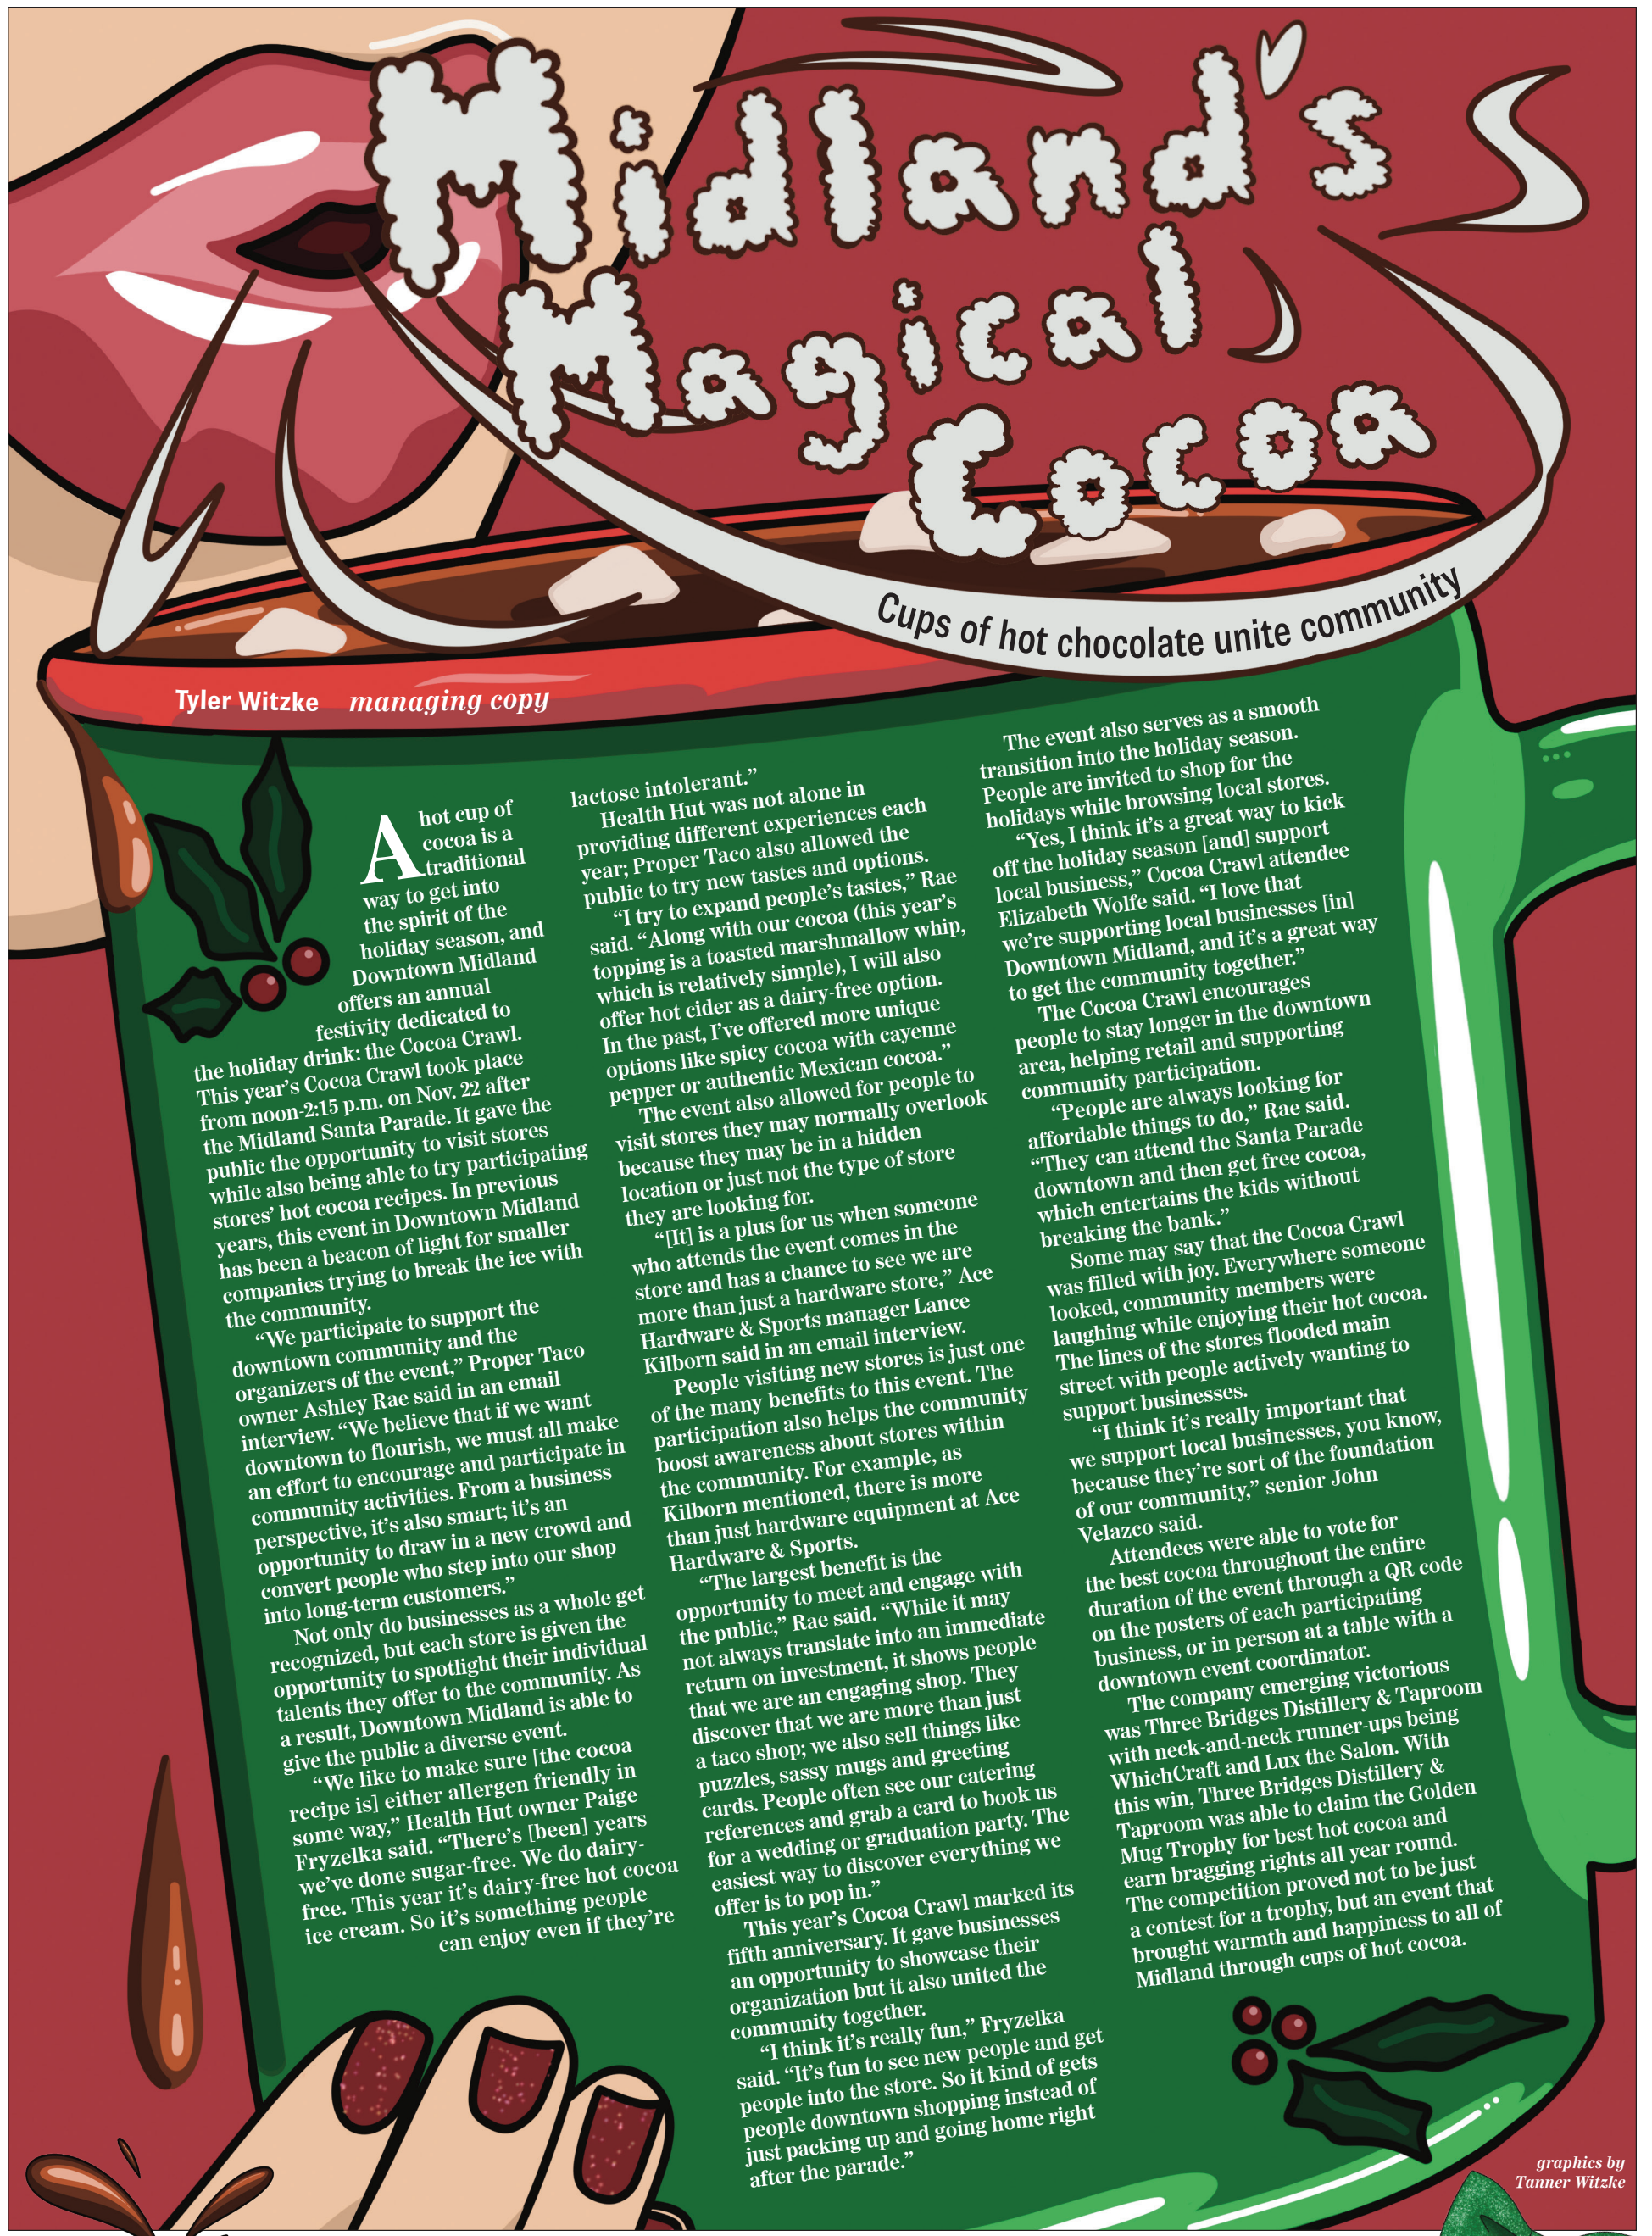 Midland's
Magical
Cocoa
Cups of hot chocolate unite community
Tyler Witzke managing copy
A hot cup of
cocoa is a
traditional
way to get into
the spirit of the
holiday season, and
Downtown Midland
offers an annual
festivity dedicated to
the holiday drink: the Cocoa Crawl.
This year's Cocoa Crawl took place
from noon-2:15 p.m. on Nov. 22 after
the Midland Santa Parade. It gave the
public the opportunity to visit stores
while also being able to try participating
stores' hot cocoa recipes. In previous
years, this event in Downtown Midland
has been a beacon of light for smaller
companies trying to break the ice with
the community.
“We participate to support the
downtown community and the
organizers of the event,” Proper Taco
owner Ashley Rae said in an email
interview. “We believe that if we want
downtown to flourish, we must all make
an effort to encourage and participate in
community activities. From a business
perspective, it's also smart; it's an
opportunity to draw in a new crowd and
convert people who step into our shop
into long-term customers.”
Not only do businesses as a whole get
recognized, but each store is given the
opportunity to spotlight their individual
talents they offer to the community. As
a result, Downtown Midland is able to
give the public a diverse event.
“We like to make sure [the cocoa
recipe is] either allergen friendly in
some way,” Health Hut owner Paige
Fryzelka said. “There's [been] years
we've done sugar-free. We do dairy-
free. This year it's dairy-free hot cocoa
ice cream. So it's something people
can enjoy even if they're
lactose intolerant.”
Health Hut was not alone in
providing different experiences each
year; Proper Taco also allowed the
public to try new tastes and options.
“I try to expand people's tastes,” Rae
said. “Along with our cocoa (this year's
topping is a toasted marshmallow whip,
which is relatively simple), I will also
offer hot cider as a dairy-free option.
In the past, I've offered more unique
options like spicy cocoa with cayenne
pepper or authentic Mexican cocoa.”
The event also allowed for people to
visit stores they may normally overlook
because they may be in a hidden
location or just not the type of store
they are looking for.
“[It] is a plus for us when someone
who attends the event comes in the
store and has a chance to see we are
more than just a hardware store,” Ace
Hardware & Sports manager Lance
Kilborn said in an email interview.
People visiting new stores is just one
of the many benefits to this event. The
participation also helps the community
boost awareness about stores within
the community. For example, as
Kilborn mentioned, there is more
than just hardware equipment at Ace
Hardware & Sports.
“The largest benefit is the
opportunity to meet and engage with
the public,” Rae said. “While it may
not always translate into an immediate
return on investment, it shows people
that we are an engaging shop. They
discover that we are more than just
a taco shop; we also sell things like
puzzles, sassy mugs and greeting
cards. People often see our catering
references and grab a card to book us
for a wedding or graduation party. The
easiest way to discover everything we
offer is to pop in.”
This year's Cocoa Crawl marked its
fifth anniversary. It gave businesses
an opportunity to showcase their
organization but it also united the
community together.
“I think it's really fun,” Fryzelka
said. “It's fun to see new people and get
people into the store. So it kind of gets
people downtown shopping instead of
just packing up and going home right
after the parade.”
The event also serves as a smooth
transition into the holiday season.
People are invited to shop for the
holidays while browsing local stores.
“Yes, I think it's a great way to kick
off the holiday season [and] support
local business,” Cocoa Crawl attendee
Elizabeth Wolfe said. “I love that
we're supporting local businesses [in]
Downtown Midland, and it's a great way
to get the community together.”
The Cocoa Crawl encourages
people to stay longer in the downtown
area, helping retail and supporting
community participation.
“People are always looking for
affordable things to do,” Rae said.
“They can attend the Santa Parade
downtown and then get free cocoa,
which entertains the kids without
breaking the bank.”
Some may say that the Cocoa Crawl
was filled with joy. Everywhere someone
looked, community members were
laughing while enjoying their hot cocoa.
The lines of the stores flooded main
street with people actively wanting to
support businesses.
“I think it's really important that
we support local businesses, you know,
because they're sort of the foundation
of our community,” senior John
Velazco said.
Attendees were able to vote for
the best cocoa throughout the entire
duration of the event through a QR code
on the posters of each participating
business, or in person at a table with a
downtown event coordinator.
The company emerging victorious
was Three Bridges Distillery & Taproom
with neck-and-neck runner-ups being
WhichCraft and Lux the Salon. With
this win, Three Bridges Distillery &
Taproom was able to claim the Golden
Mug Trophy for best hot cocoa and
earn bragging rights all year round.
The competition proved not to be just
a contest for a trophy, but an event that
brought warmth and happiness to all of
Midland through cups of hot cocoa.
graphics by
Tanner Witzke